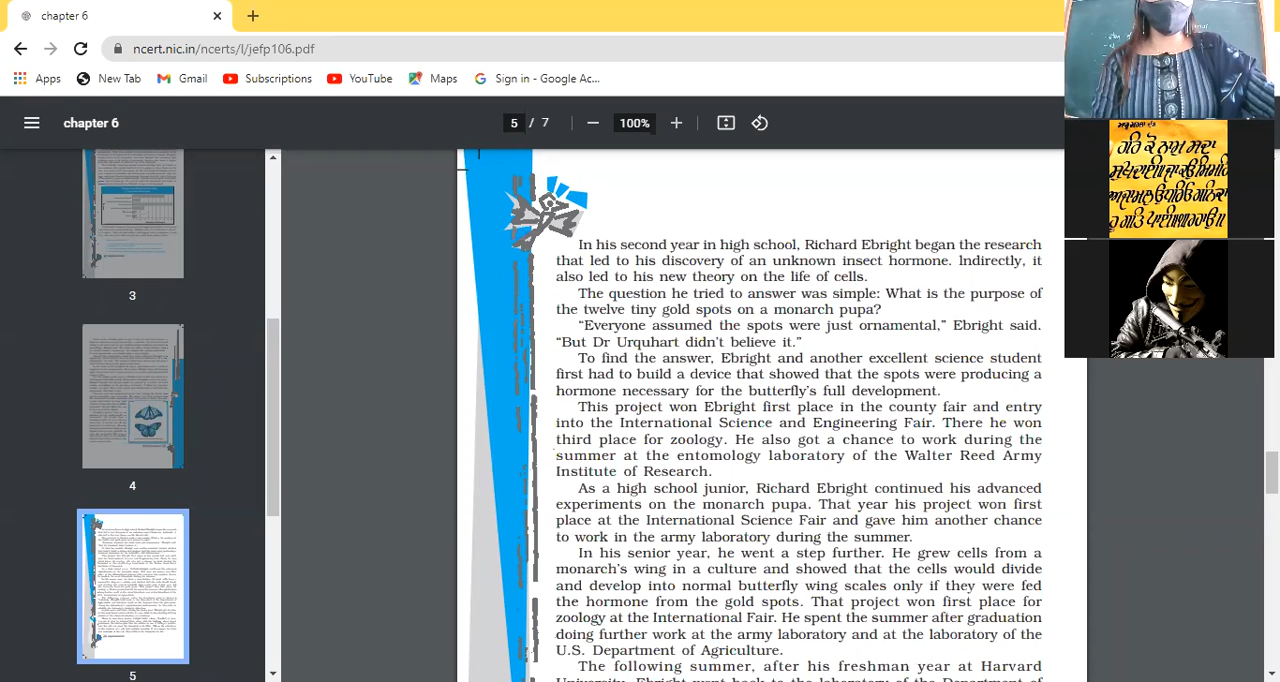 chapter 6
ncert.nic.in/ncerts/l/jefp106.pdf
Apps
New Tab
Gmail
Subscriptions
YouTube
Maps
Sign in - Google Ac...
chapter 6
5 / 7
100%
3
4
5
In his second year in high school, Richard Ebright began the research
that led to his discovery of an unknown insect hormone. Indirectly, it
also led to his new theory on the life of cells.
The question he tried to answer was simple: What is the purpose of
the twelve tiny gold spots on a monarch pupa?
“Everyone assumed the spots were just ornamental,” Ebright said.
“But Dr Urquhart didn’t believe it.”
To find the answer, Ebright and another excellent science student
first had to build a device that showed that the spots were producing a
hormone necessary for the butterfly’s full development.
This project won Ebright first place in the county fair and entry
into the International Science and Engineering Fair. There he won
third place for zoology. He also got a chance to work during the
summer at the entomology laboratory of the Walter Reed Army
Institute of Research.
As a high school junior, Richard Ebright continued his advanced
experiments on the monarch pupa. That year his project won first
place at the International Science Fair and gave him another chance
to work in the army laboratory during the summer.
In his senior year, he went a step further. He grew cells from a
monarch’s wing in a culture and showed that the cells would divide
and develop into normal butterfly wing scales only if they were fed
the hormone from the gold spots. That project won first place for
zoology at the International Fair. He spent the summer after graduation
doing further work at the army laboratory and at the laboratory of the
U.S. Department of Agriculture.
The following summer, after his freshman year at Harvard
University, Ebright went back to the laboratory of the Department of
ਹਰਿ ਕੋ ਨਾਮੁ ਸਦਾ